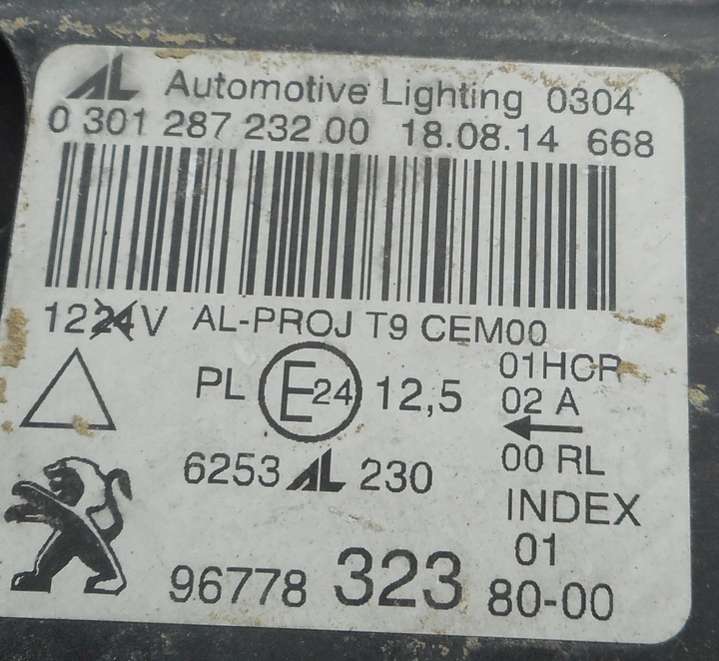 AL Automotive Lighting 0304
0 301 287 232 00 18.08.14 668
1224V AL-PROJ T9 CEM00
PL E24 12,5 01HCR
02 A
6253 AL 230 00 RL
INDEX
01
96778 323 80-00